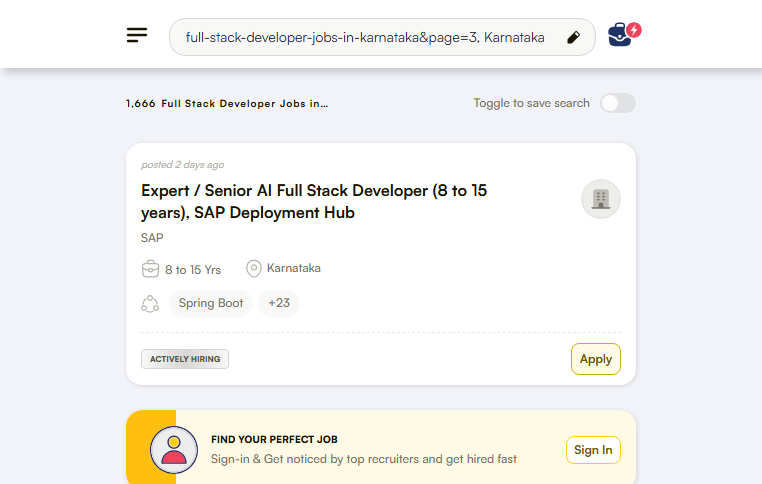 full-stack-developer-jobs-in-karnataka&page=3, Karnataka
1,666 Full Stack Developer Jobs in...
Toggle to save search
posted 2 days ago
Expert / Senior AI Full Stack Developer (8 to 15
years), SAP Deployment Hub
SAP
8 to 15 Yrs
Karnataka
Spring Boot
+23
ACTIVELY HIRING
Apply
FIND YOUR PERFECT JOB
Sign-in & Get noticed by top recruiters and get hired fast
Sign In